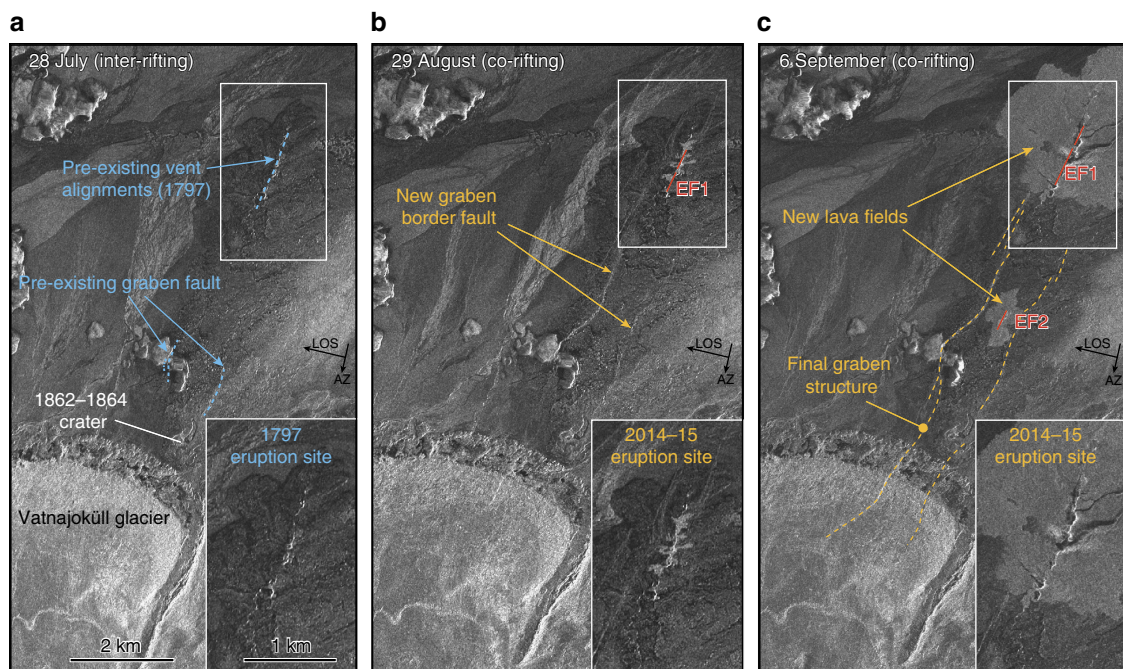 a
28 July (inter-rifting)
Pre-existing vent
alignments (1797)
Pre-existing graben fault
LOS
AZ
1862–1864
crater
1797
eruption site
Vatnajoküll glacier
2 km
1 km
b
29 August (co-rifting)
EF1
New graben
border fault
LOS
AZ
2014–15
eruption site
c
6 September (co-rifting)
EF1
New lava fields
EF2
LOS
AZ
Final graben
structure
2014–15
eruption site